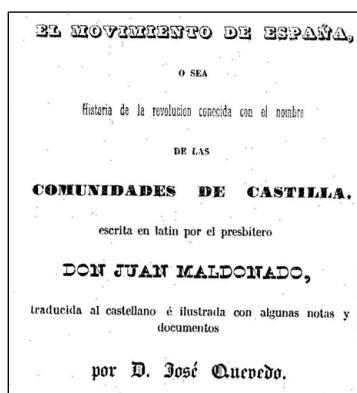 EL MOVIMIENTO DE ESPAÑA,
O SEA
Historia de la revolucion conocida con el nombre
DE LAS
COMUNIDADES DE CASTILLA.
escrita en latin por el presbitero
DON JUAN MALDONADO,
traducida al castellano é ilustrada con algunas notas y
documentos
por D. José Quevedo.